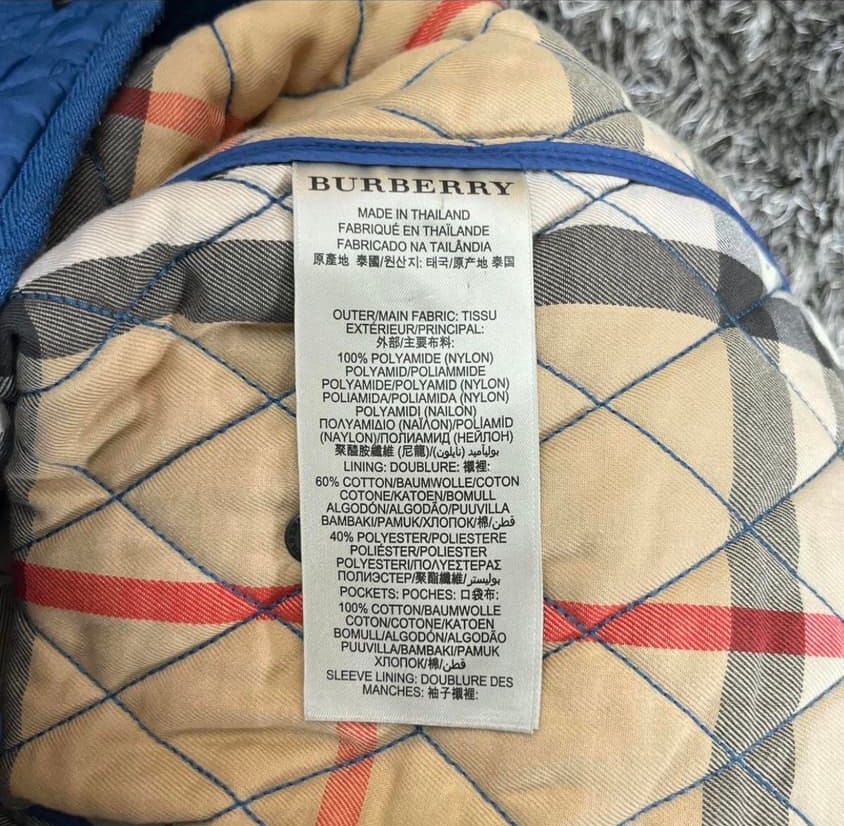 BURBERRY
MADE IN THAILAND
FABRIQUÉ EN THAÏLANDE
FABRICADO NA TAILÂNDIA
原產地 泰國/원산지: 태국/原产地 泰国
OUTER/MAIN FABRIC: TISSU
EXTÉRIEUR/PRINCIPAL:
外部/主要布料:
100% POLYAMIDE (NYLON)
POLYAMID/POLIAMMIDE
POLYAMIDE/POLYAMID (NYLON)
POLIAMIDA/POLIAMIDA (NYLON)
POLYAMIDI (NAILON)
ΠΟΛΥΑΜΙΔΙΟ (ΝΑΪΛΟΝ)/POLİAMİD
(NAYLON)/ПОЛИАМИД (НЕЙЛОН)
聚醯胺纖維 (尼龍)/بوليأميد (نايلون)
LINING: DOUBLURE: 襯裡:
60% COTTON/BAUMWOLLE/COTON
COTONE/KATOEN/BOMULL
ALGODÓN/ALGODÃO/PUUVILLA
ΒΑΜΒΑΚΙ/PAMUK/ХЛОПОК/棉/قطن
40% POLYESTER/POLIESTERE
POLIÉSTER/POLIESTER
POLYESTERI/ΠΟΛΥΕΣΤΕΡΑΣ
ПОЛИЭСТЕР/聚酯纖維/بوليستر
POCKETS: POCHES: 口袋布:
100% COTTON/BAUMWOLLE
COTON/COTONE/KATOEN
BOMULL/ALGODÓN/ALGODÃO
PUUVILLA/ΒΑΜΒΑΚΙ/PAMUK
ХЛОПОК/棉/قطن
SLEEVE LINING: DOUBLURE DES
MANCHES: 袖子襯裡: